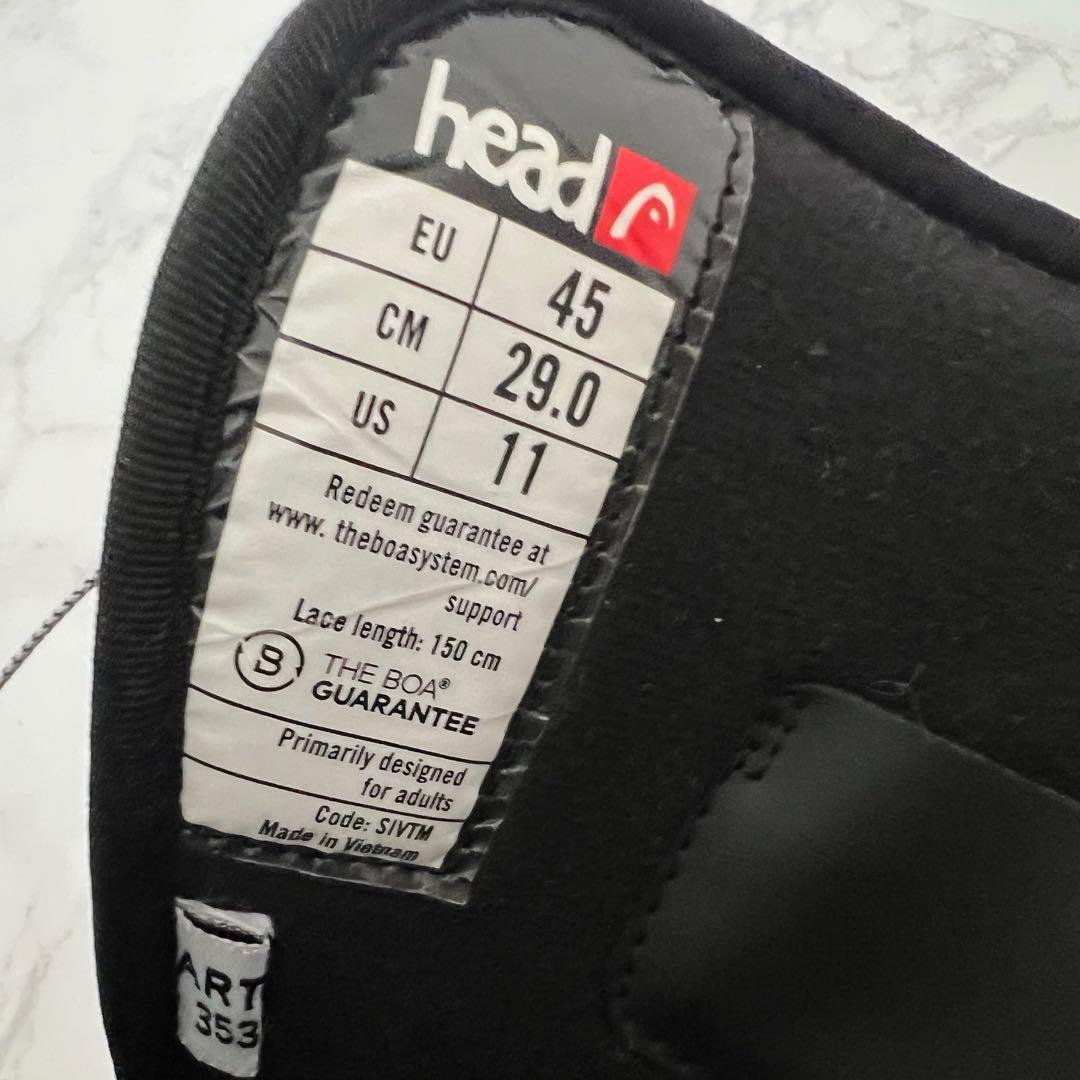 head
EU 45
CM 29.0
US 11
Redeem guarantee at
www. theboasystem.com/
support
Lace length: 150 cm
B THE BOA®
GUARANTEE
Primarily designed
for adults
Code: SIVTM
Made in Vietnam
ART
353